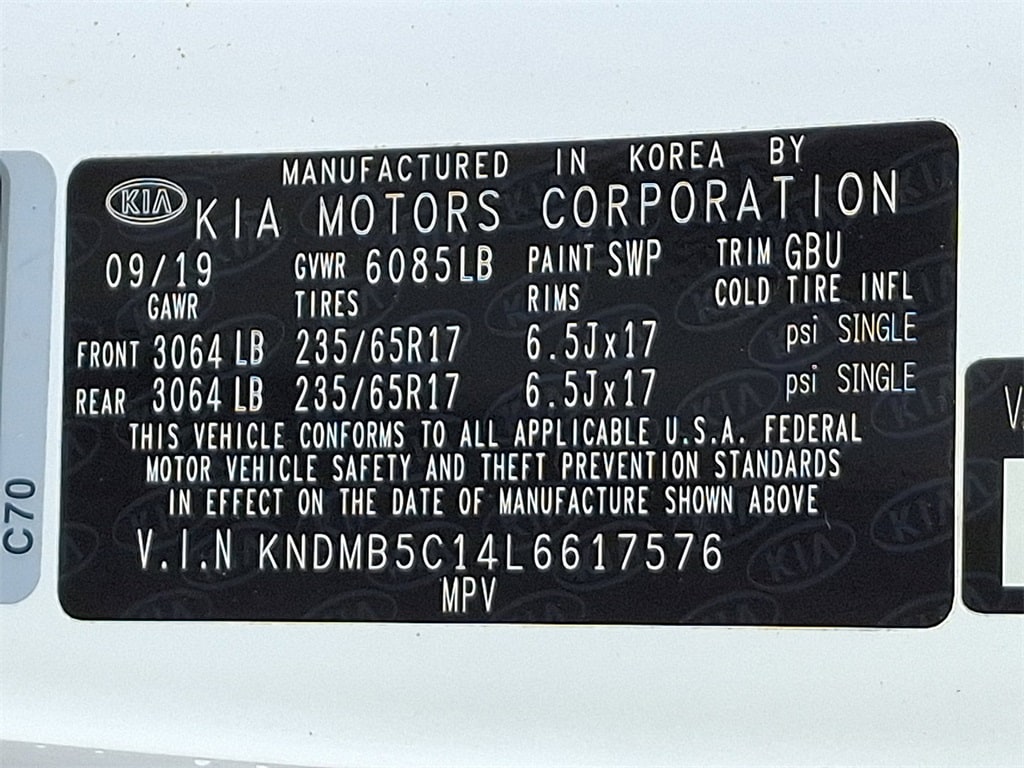 MANUFACTURED IN KOREA BY
KIA KIA MOTORS CORPORATION
09/19 GVWR 6085LB PAINT SWP TRIM GBU
GAWR TIRES RIMS COLD TIRE INFL
FRONT 3064 LB 235/65R17 6.5Jx17 psi SINGLE
REAR 3064 LB 235/65R17 6.5Jx17 psi SINGLE
THIS VEHICLE CONFORMS TO ALL APPLICABLE U.S.A. FEDERAL
MOTOR VEHICLE SAFETY AND THEFT PREVENTION STANDARDS
IN EFFECT ON THE DATE OF MANUFACTURE SHOWN ABOVE
V.I.N KNDMB5C14L6617576
MPV
C70